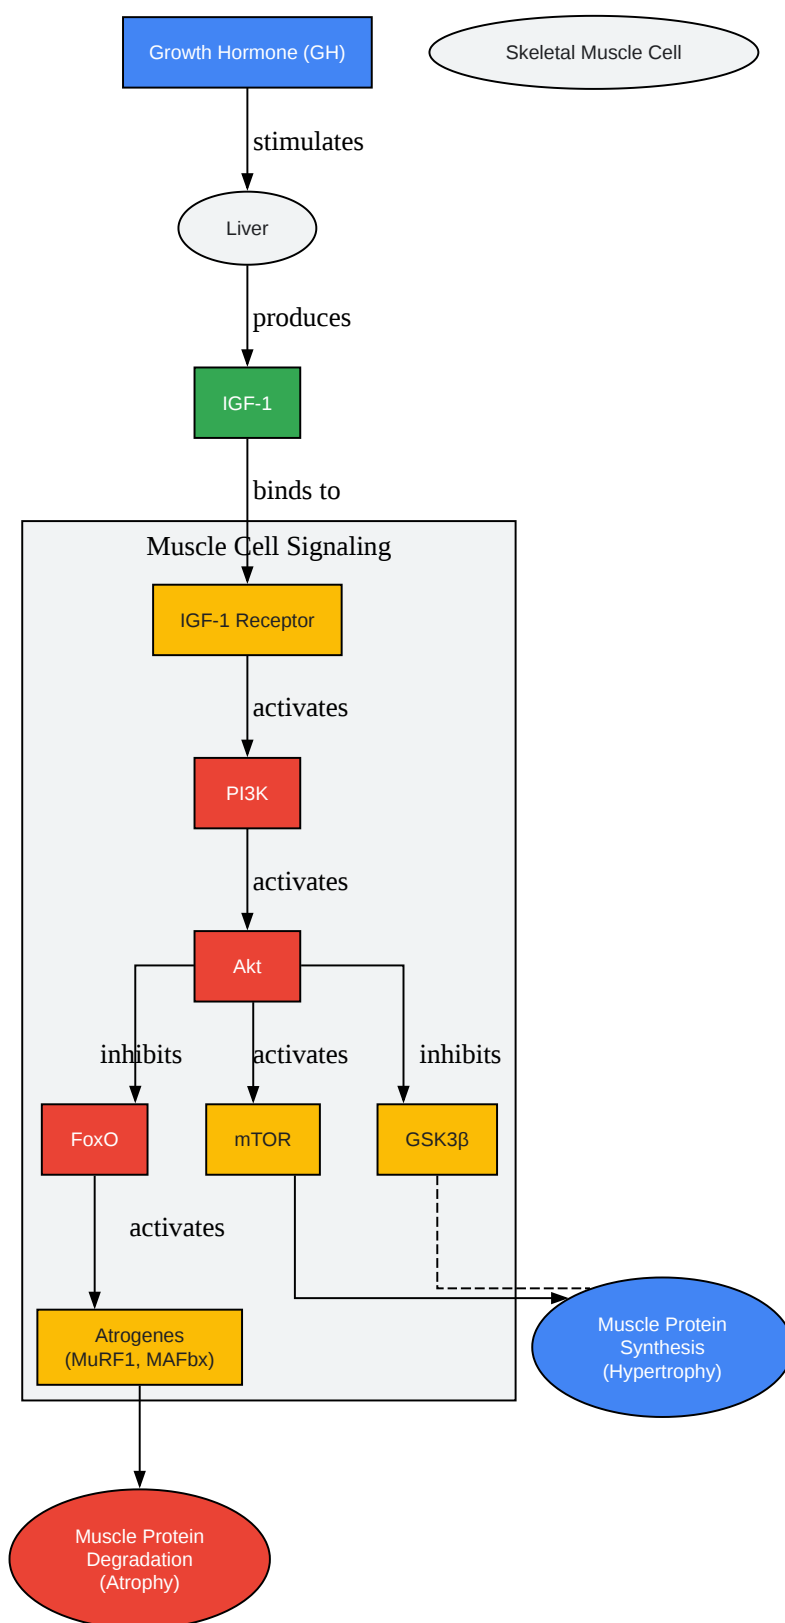 Growth Hormone (GH)
Skeletal Muscle Cell
stimulates
Liver
produces
IGF-1
binds to
Muscle Cell Signaling
IGF-1 Receptor
activates
PI3K
activates
Akt
inhibits
activates
inhibits
FoxO
mTOR
GSK3β
activates
Atrogenes
(MuRF1, MAFbx)
Muscle Protein
Synthesis
(Hypertrophy)
Muscle Protein
Degradation
(Atrophy)